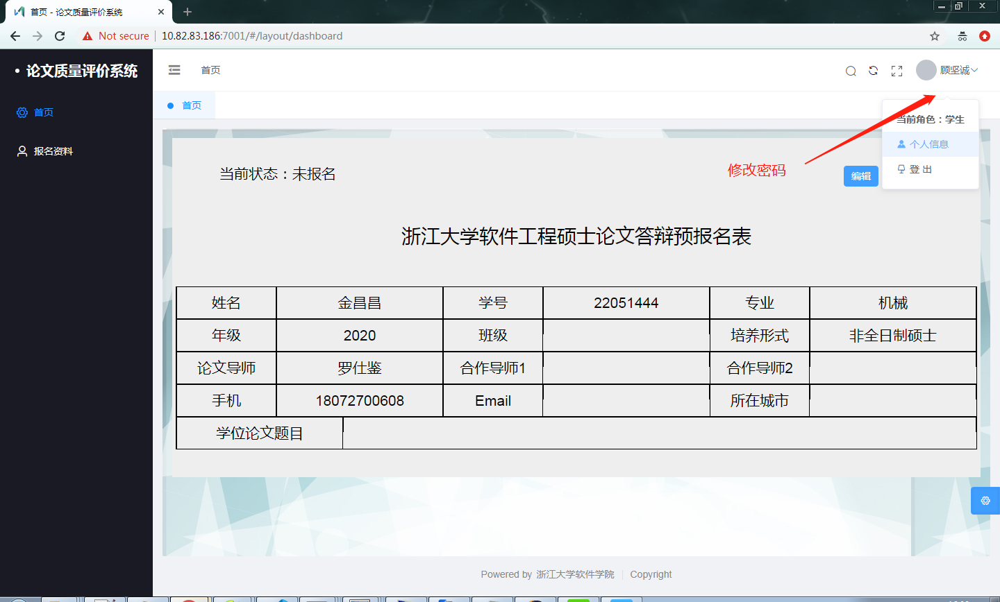 首页 - 论文质量评价系统
Not secure | 10.82.83.186:7001/#/layout/dashboard
• 论文质量评价系统
首页
顾坚诚
首页
首页
报名资料
当前角色：学生
个人信息
登 出
当前状态：未报名
修改密码
编辑
浙江大学软件工程硕士论文答辩预报名表
姓名 金昌昌 学号 22051444 专业 机械
年级 2020 班级 培养形式 非全日制硕士
论文导师 罗仕鉴 合作导师1 合作导师2
手机 18072700608 Email 所在城市
学位论文题目
Powered by 浙江大学软件学院 | Copyright